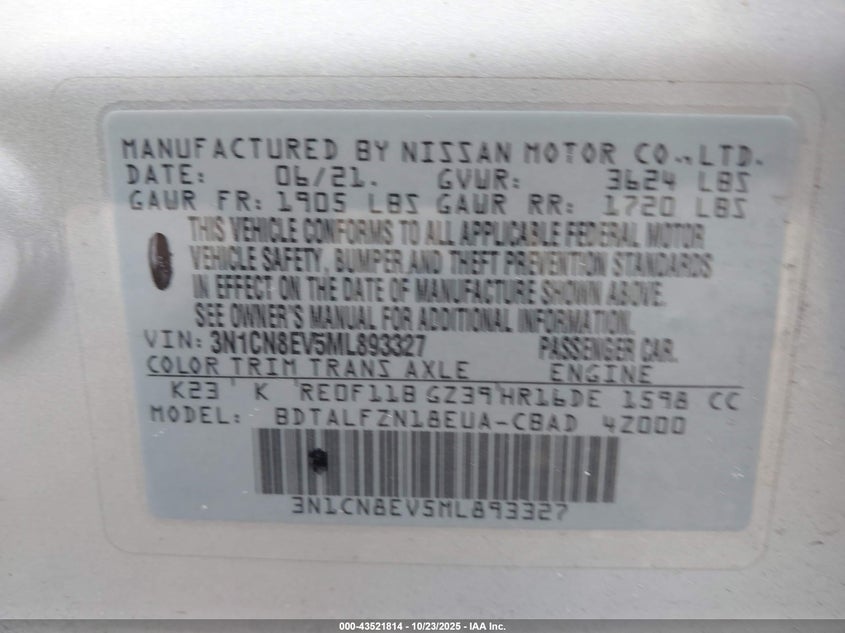 MANUFACTURED BY NISSAN MOTOR CO., LTD.
DATE: 06/21. GVWR: 3624 LBS
GAWR FR: 1905 LBS GAWR RR: 1720 LBS
THIS VEHICLE CONFORMS TO ALL APPLICABLE FEDERAL MOTOR
VEHICLE SAFETY, BUMPER AND THEFT PREVENTION STANDARDS
IN EFFECT ON THE DATE OF MANUFACTURE SHOWN ABOVE.
SEE OWNER'S MANUAL FOR ADDITIONAL INFORMATION.
VIN: 3N1CN8EV5ML893327 PASSENGER CAR.
COLOR TRIM TRANS AXLE ENGINE
K23 K RE0F11B GZ39 HR16DE 1598 CC
MODEL: BDTALFZN18EUA-CBAD 4Z000
3N1CN8EV5ML893327
000-43521814 - 10/23/2025 - IAA Inc.